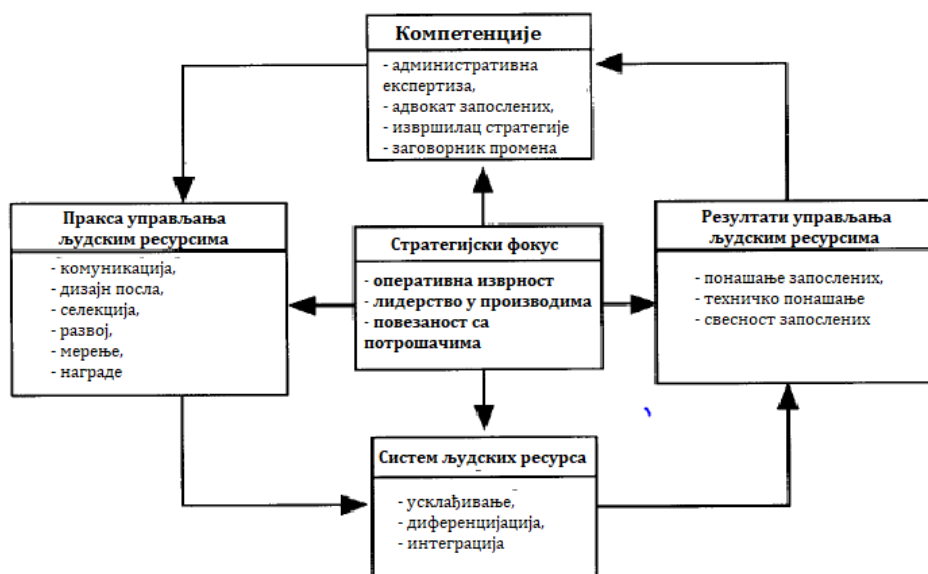 Компетенције
- административна
експертиза,
- адвокат запослених,
- извршилац стратегије
- заговорник промена
Пракса управљања
људским ресурсима
- комуникација,
- дизајн посла,
- селекција,
- развој,
- мерење,
- награде
Стратегијски фокус
- оперативна изврност
- лидерство у производима
- повезаност са
потрошачима
Резултати управљања
људским ресурсима
- понашање запослених,
- техничко понашање
- свесност запослених
Систем људских ресурса
- усклађивање,
- диференцијација,
- интеграција